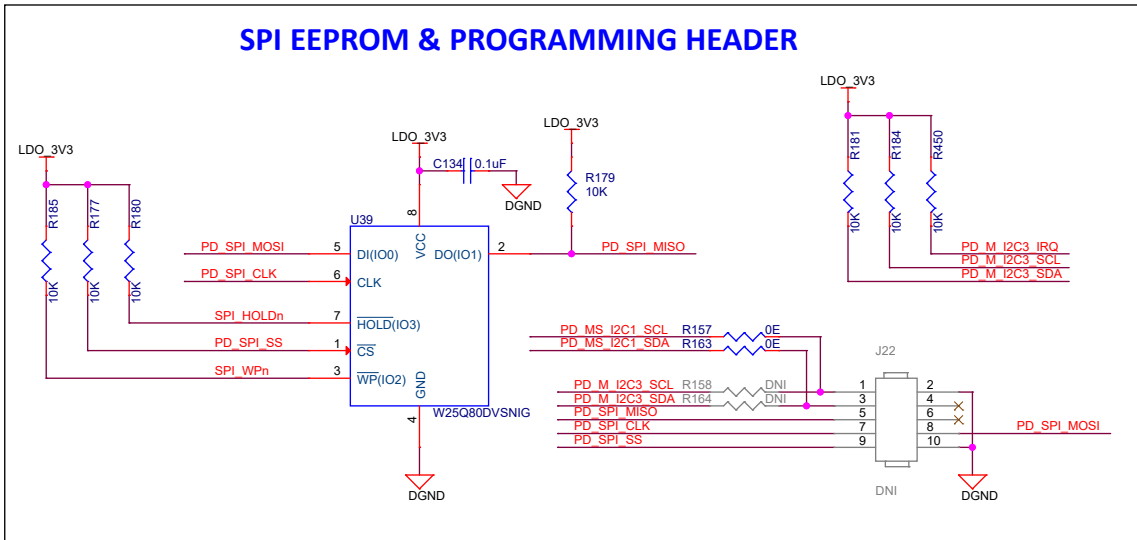 SPI EEPROM & PROGRAMMING HEADER
LDO_3V3
R185
R177
R180
10K
10K
10K
LDO_3V3
C134
0.1uF
DGND
LDO_3V3
R179
10K
U39
8
VCC
PD_SPI_MOSI
5
DI(IO0)
DO(IO1)
2
PD_SPI_MISO
PD_SPI_CLK
6
CLK
SPI_HOLDn
7
HOLD(IO3)
PD_SPI_SS
1
CS
SPI_WPn
3
WP(IO2)
GND
4
W25Q80DVSNIG
DGND
LDO_3V3
R181
R184
R450
10K
10K
10K
PD_M_I2C3_IRQ
PD_M_I2C3_SCL
PD_M_I2C3_SDA
PD_MS_I2C1_SCL R157 0E
PD_MS_I2C1_SDA R163 0E
J22
PD_M_I2C3_SCL R158 DNI 1 2
PD_M_I2C3_SDA R164 DNI 3 4
PD_SPI_MISO 5 6
PD_SPI_CLK 7 8 PD_SPI_MOSI
PD_SPI_SS 9 10
DNI
DGND